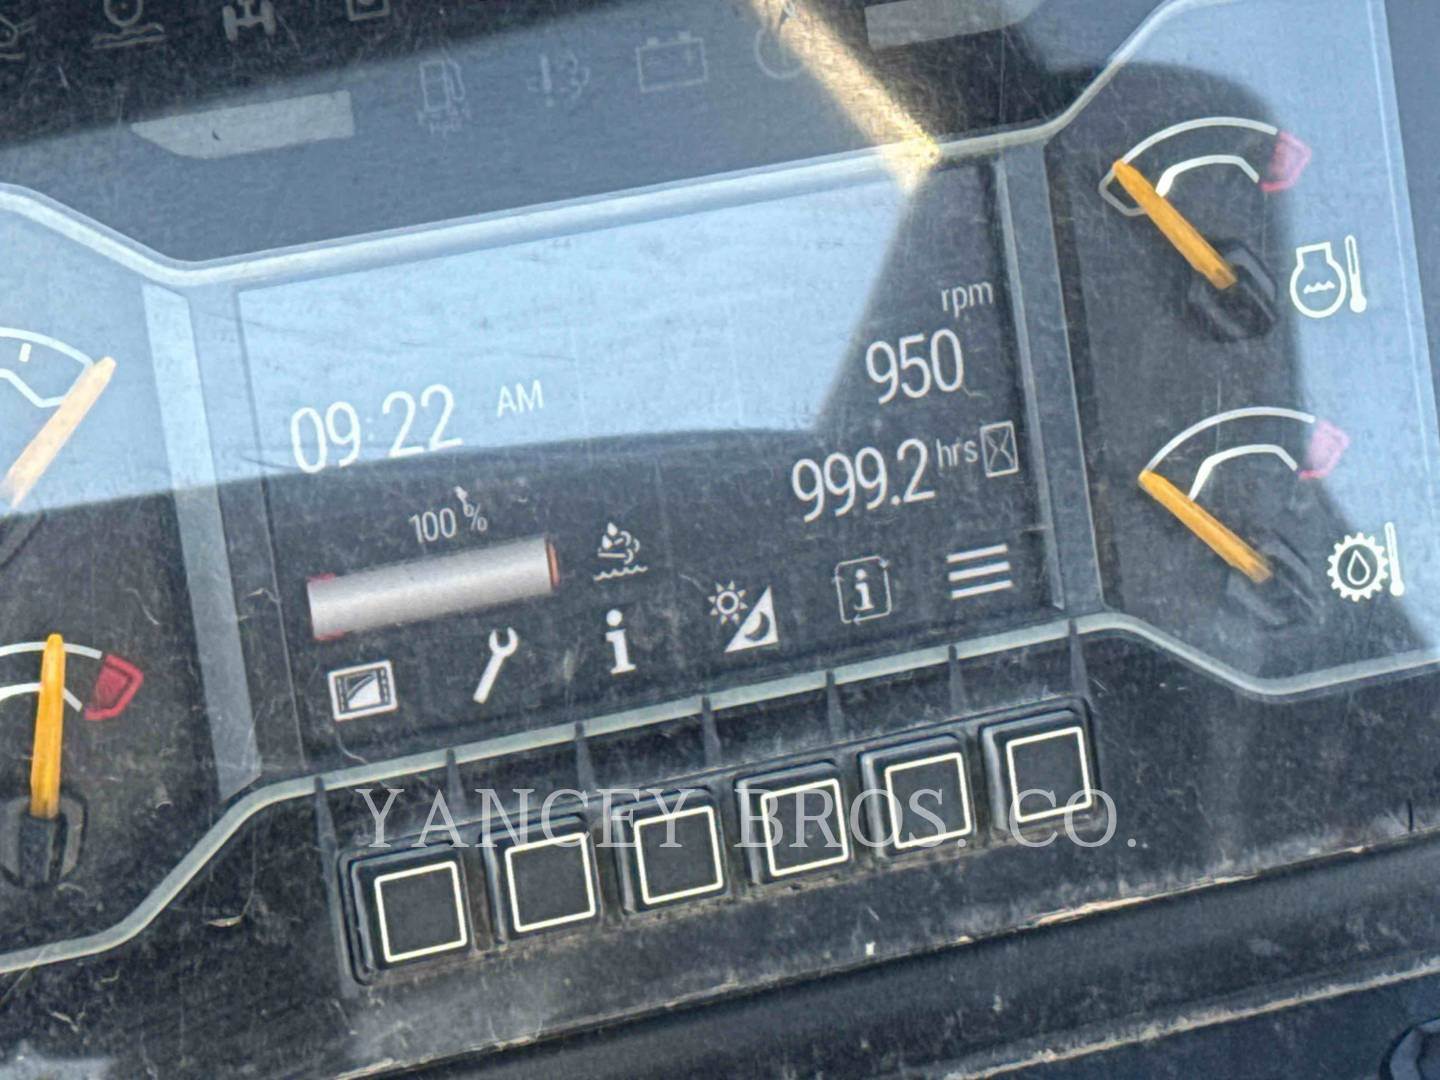 rpm
950
09:22 AM
999.2 hrs
100 %
YANCEY BROS. CO.